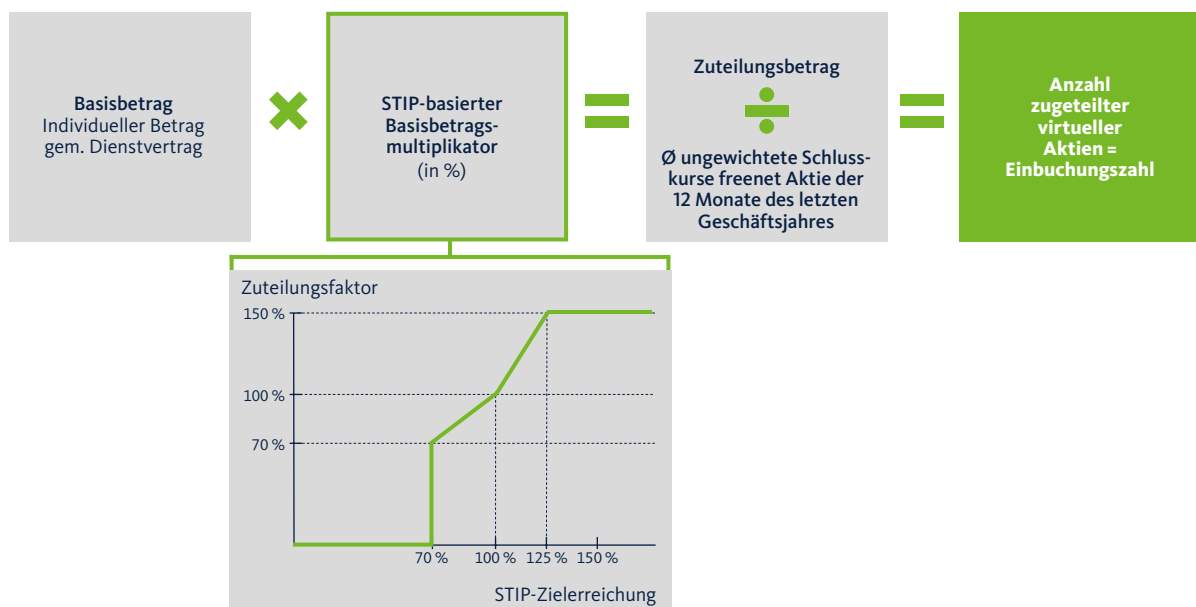 Basisbetrag
Individueller Betrag
gem. Dienstvertrag
STIP-basierter
Basisbetrags-
multiplikator
(in %)
Zuteilungsbetrag
Ø ungewichtete Schluss-
kurse freenet Aktie der
12 Monate des letzten
Geschäftsjahres
Anzahl
zugeteilter
virtueller
Aktien =
Einbuchungszahl
Zuteilungsfaktor
150 %
100 %
70 %
70 % 100 % 125 % 150 %
STIP-Zielerreichung